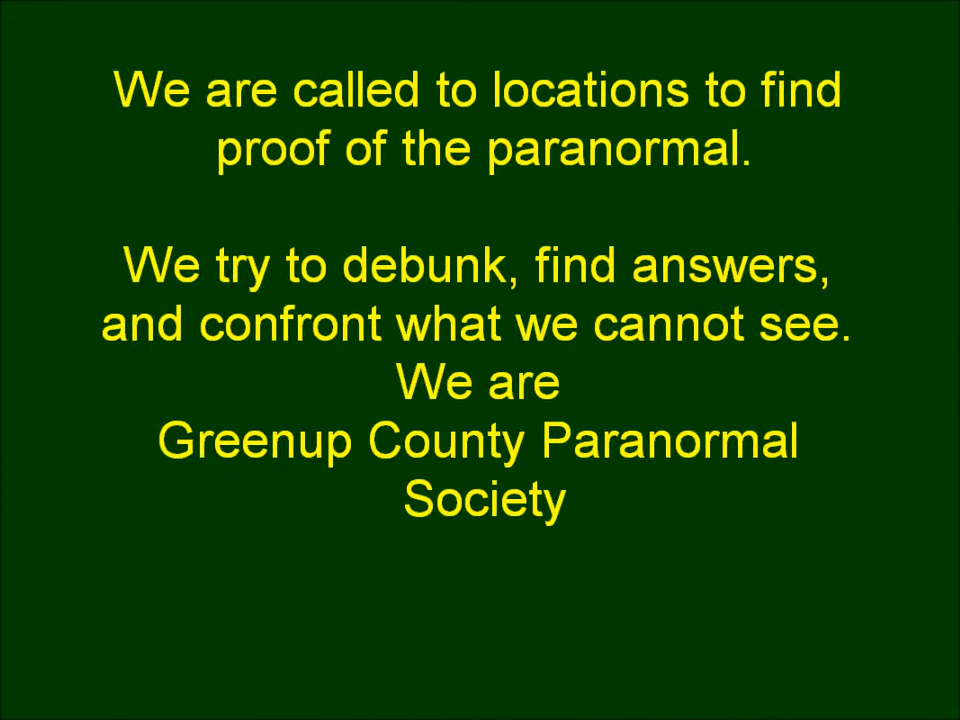 We are called to locations to find
proof of the paranormal.
We try to debunk, find answers,
and confront what we cannot see.
We are
Greenup County Paranormal
Society